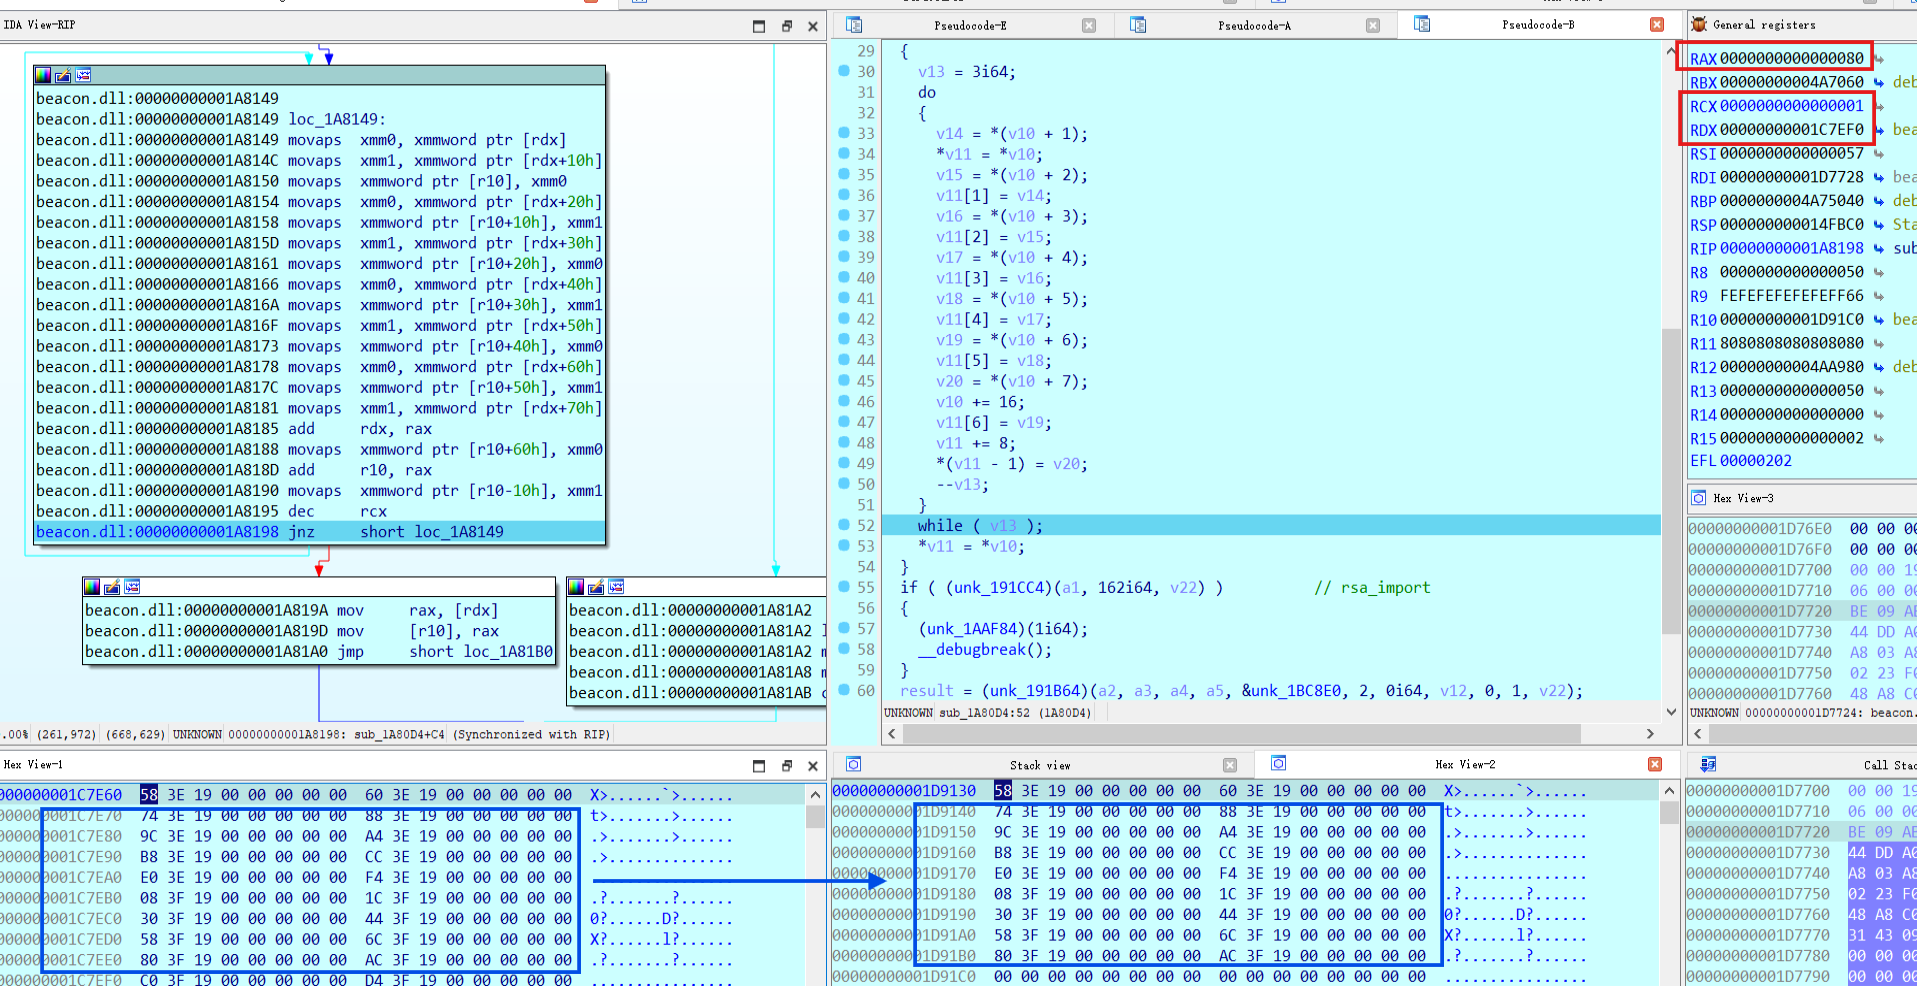 IDA View-RIP
beacon.dll:00000000001A8149
beacon.dll:00000000001A8149 loc_1A8149:
beacon.dll:00000000001A8149 movaps xmm0, xmmword ptr [rdx]
beacon.dll:00000000001A814C movaps xmm1, xmmword ptr [rdx+10h]
beacon.dll:00000000001A8150 movaps xmmword ptr [r10], xmm0
beacon.dll:00000000001A8154 movaps xmm0, xmmword ptr [rdx+20h]
beacon.dll:00000000001A8158 movaps xmmword ptr [r10+10h], xmm1
beacon.dll:00000000001A815D movaps xmm1, xmmword ptr [rdx+30h]
beacon.dll:00000000001A8161 movaps xmmword ptr [r10+20h], xmm0
beacon.dll:00000000001A8166 movaps xmm0, xmmword ptr [rdx+40h]
beacon.dll:00000000001A816A movaps xmmword ptr [r10+30h], xmm1
beacon.dll:00000000001A816F movaps xmm1, xmmword ptr [rdx+50h]
beacon.dll:00000000001A8173 movaps xmmword ptr [r10+40h], xmm0
beacon.dll:00000000001A8178 movaps xmm0, xmmword ptr [rdx+60h]
beacon.dll:00000000001A817C movaps xmmword ptr [r10+50h], xmm1
beacon.dll:00000000001A8181 movaps xmm1, xmmword ptr [rdx+70h]
beacon.dll:00000000001A8185 add rdx, rax
beacon.dll:00000000001A8188 movaps xmmword ptr [r10+60h], xmm0
beacon.dll:00000000001A818D add r10, rax
beacon.dll:00000000001A8190 movaps xmmword ptr [r10-10h], xmm1
beacon.dll:00000000001A8195 dec rcx
beacon.dll:00000000001A8198 jnz short loc_1A8149
beacon.dll:00000000001A819A mov rax, [rdx]
beacon.dll:00000000001A819D mov [r10], rax
beacon.dll:00000000001A81A0 jmp short loc_1A81B0
beacon.dll:00000000001A81A2
beacon.dll:00000000001A81A2 l
beacon.dll:00000000001A81A2 m
beacon.dll:00000000001A81A8 m
beacon.dll:00000000001A81AB c
.00% (261,972) (668,629) UNKNOWN 00000000001A8198: sub_1A80D4+C4 (Synchronized with RIP)
Pseudocode-E Pseudocode-A Pseudocode-B
29 {
30 v13 = 3i64;
31 do
32 {
33 v14 = *(v10 + 1);
34 *v11 = *v10;
35 v15 = *(v10 + 2);
36 v11[1] = v14;
37 v16 = *(v10 + 3);
38 v11[2] = v15;
39 v17 = *(v10 + 4);
40 v11[3] = v16;
41 v18 = *(v10 + 5);
42 v11[4] = v17;
43 v19 = *(v10 + 6);
44 v11[5] = v18;
45 v20 = *(v10 + 7);
46 v10 += 16;
47 v11[6] = v19;
48 v11 += 8;
49 *(v11 - 1) = v20;
50 --v13;
51 }
52 while ( v13 );
53 *v11 = *v10;
54 }
55 if ( (unk_191CC4)(a1, 162i64, v22) ) // rsa_import
56 {
57 (unk_1AAF84)(1i64);
58 __debugbreak();
59 }
60 result = (unk_191B64)(a2, a3, a4, a5, &unk_1BC8E0, 2, 0i64, v12, 0, 1, v22);
UNKNOWN sub_1A80D4:52 (1A80D4)
General registers
RAX 0000000000000080
RBX 00000000004A7060 deb
RCX 0000000000000001
RDX 00000000001C7EF0 bea
RSI 0000000000000057
RDI 00000000001D7728 bea
RBP 0000000004A75040 deb
RSP 000000000014FBC0 Sta
RIP 00000000001A8198 sub
R8 0000000000000050
R9 FEFEFEFEFEFEFF66
R10 00000000001D91C0 bea
R11 8080808080808080
R12 00000000004AA980 deb
R13 0000000000000050
R14 0000000000000000
R15 0000000000000002
EFL 00000202
Hex View-3
00000000001D76E0 00 00 00
00000000001D76F0 00 00 00
00000000001D7700 00 00 19
00000000001D7710 06 00 00
00000000001D7720 BE 09 AE
00000000001D7730 44 DD A0
00000000001D7740 A8 03 A8
00000000001D7750 02 23 F0
00000000001D7760 48 A8 C0
UNKNOWN 00000000001D7724: beacon.
Hex View-1
000000000001C7E60 58 3E 19 00 00 00 00 00 60 3E 19 00 00 00 00 00 X>......`>......
000000000001C7E70 74 3E 19 00 00 00 00 00 88 3E 19 00 00 00 00 00 t>.......>......
000000000001C7E80 9C 3E 19 00 00 00 00 00 A4 3E 19 00 00 00 00 00 .>.......>......
000000000001C7E90 B8 3E 19 00 00 00 00 00 CC 3E 19 00 00 00 00 00 .>..............
000000000001C7EA0 E0 3E 19 00 00 00 00 00 F4 3E 19 00 00 00 00 00
000000000001C7EB0 08 3F 19 00 00 00 00 00 1C 3F 19 00 00 00 00 00 .?.......?......
000000000001C7EC0 30 3F 19 00 00 00 00 00 44 3F 19 00 00 00 00 00 0?......D?......
000000000001C7ED0 58 3F 19 00 00 00 00 00 6C 3F 19 00 00 00 00 00 X?......l?......
000000000001C7EE0 80 3F 19 00 00 00 00 00 AC 3F 19 00 00 00 00 00 .?.......?......
000000000001C7EF0 C0 3F 19 00 00 00 00 00 D4 3F 19 00 00 00 00 00
Stack view Hex View-2
00000000001D9130 58 3E 19 00 00 00 00 00 60 3E 19 00 00 00 00 00 X>......`>......
00000000001D9140 74 3E 19 00 00 00 00 00 88 3E 19 00 00 00 00 00 t>.......>......
00000000001D9150 9C 3E 19 00 00 00 00 00 A4 3E 19 00 00 00 00 00 .>.......>......
00000000001D9160 B8 3E 19 00 00 00 00 00 CC 3E 19 00 00 00 00 00 .>..............
00000000001D9170 E0 3E 19 00 00 00 00 00 F4 3E 19 00 00 00 00 00 ................
00000000001D9180 08 3F 19 00 00 00 00 00 1C 3F 19 00 00 00 00 00 .?.......?......
00000000001D9190 30 3F 19 00 00 00 00 00 44 3F 19 00 00 00 00 00 0?......D?......
00000000001D91A0 58 3F 19 00 00 00 00 00 6C 3F 19 00 00 00 00 00 X?......l?......
00000000001D91B0 80 3F 19 00 00 00 00 00 AC 3F 19 00 00 00 00 00 .?.......?......
00000000001D91C0 00 00 00 00 00 00 00 00 00 00 00 00 00 00 00 00 ................
Call Stac
00000000001D7700 00 00 19
00000000001D7710 06 00 00
00000000001D7720 BE 09 AE
00000000001D7730 44 DD A0
00000000001D7740 A8 03 A8
00000000001D7750 02 23 F0
00000000001D7760 48 A8 C0
00000000001D7770 31 43 09
00000000001D7780 00 00 00
00000000001D7790 00 00 00